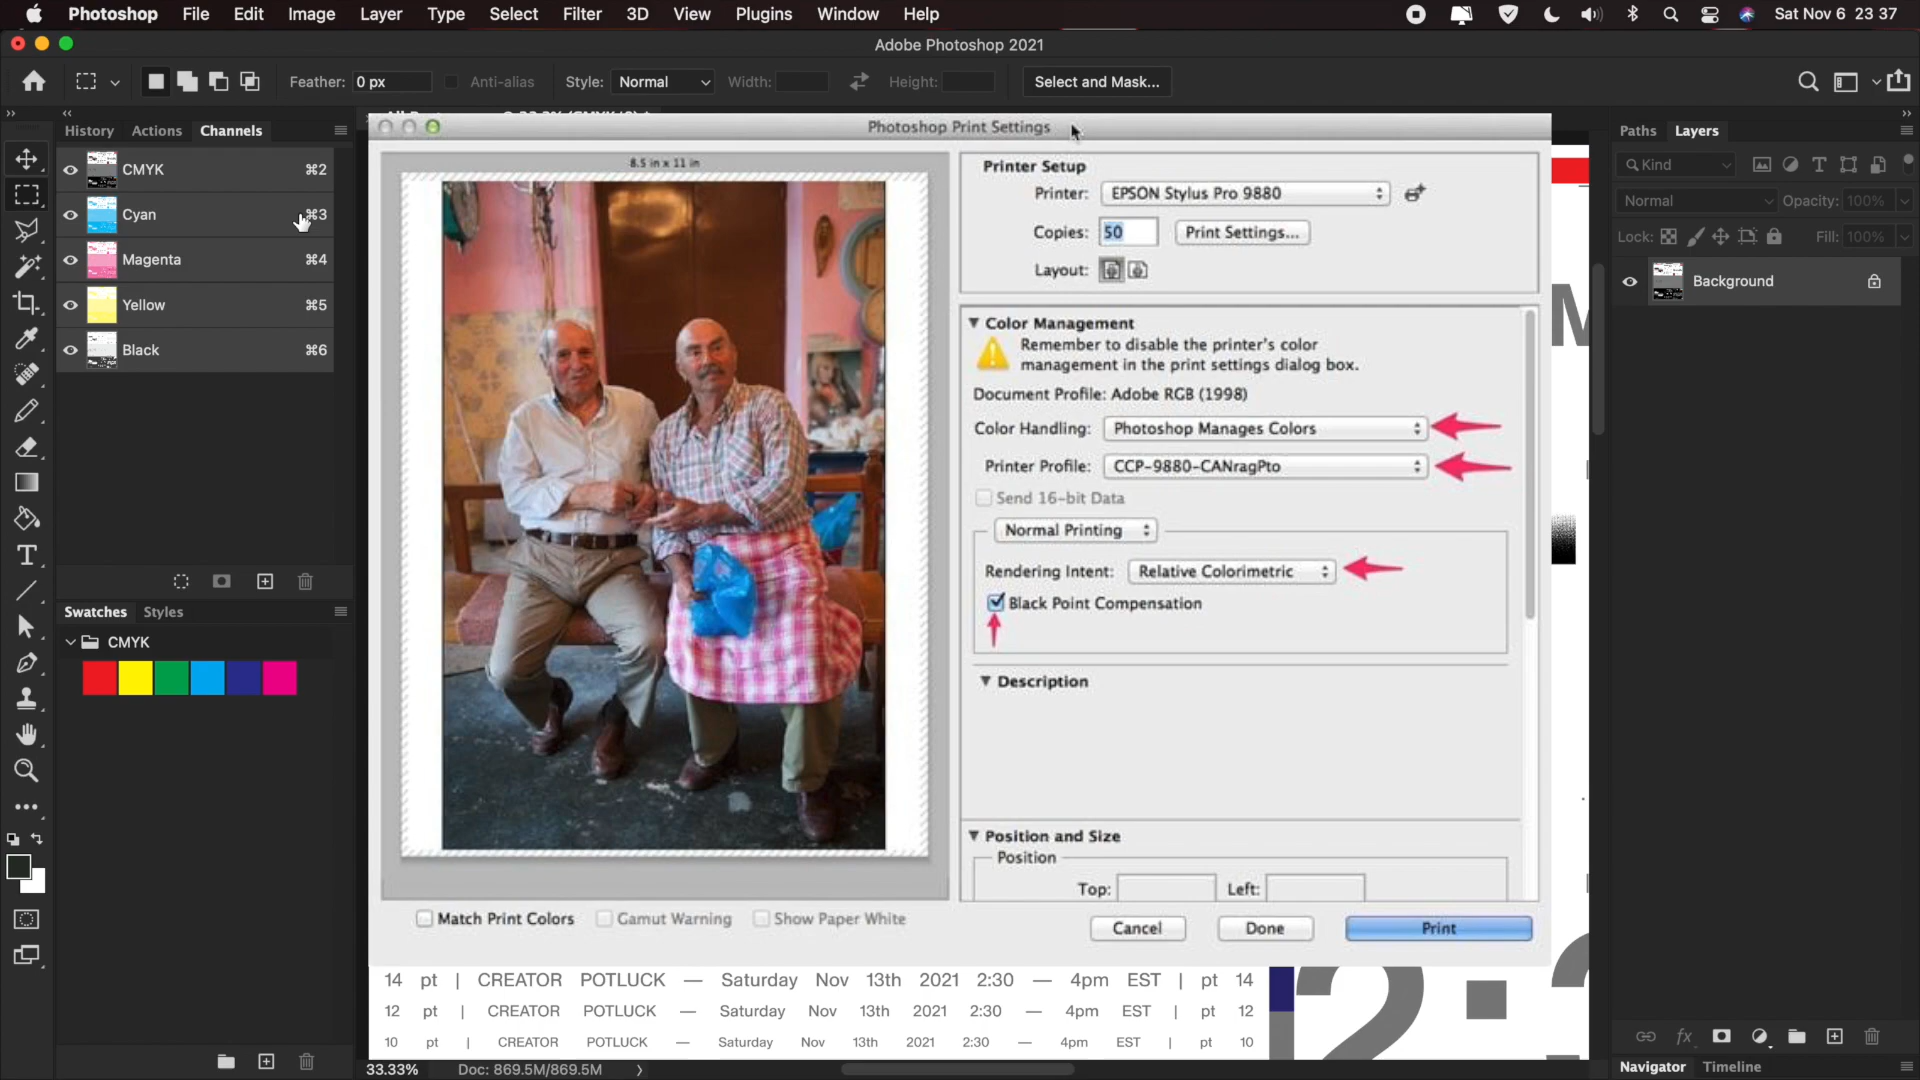 Photoshop File Edit Image Layer Type Select Filter 3D View Plugins Window Help Sat Nov 6 23 37
Adobe Photoshop 2021
Feather: 0 px Anti-alias Style: Normal Width: Height: Select and Mask...
History Actions Channels
CMYK ⌘2
Cyan ⌘3
Magenta ⌘4
Yellow ⌘5
Black ⌘6
Swatches Styles
CMYK
Photoshop Print Settings
8.5 in x 11 in
Printer Setup
Printer: EPSON Stylus Pro 9880
Copies: 50 Print Settings...
Layout:
Color Management
Remember to disable the printer's color
management in the print settings dialog box.
Document Profile: Adobe RGB (1998)
Color Handling: Photoshop Manages Colors
Printer Profile: CCP-9880-CANragPto
Send 16-bit Data
Normal Printing
Rendering Intent: Relative Colorimetric
Black Point Compensation
Description
Position and Size
Position
Top: Left:
Match Print Colors Gamut Warning Show Paper White
Cancel Done Print
14 pt | CREATOR POTLUCK — Saturday Nov 13th 2021 2:30 — 4pm EST | pt 14
12 pt | CREATOR POTLUCK — Saturday Nov 13th 2021 2:30 — 4pm EST | pt 12
10 pt | CREATOR POTLUCK — Saturday Nov 13th 2021 2:30 — 4pm EST | pt 10
33.33% Doc: 869.5M/869.5M
Paths Layers
Kind
Normal Opacity: 100%
Lock: Fill: 100%
Background
Navigator Timeline